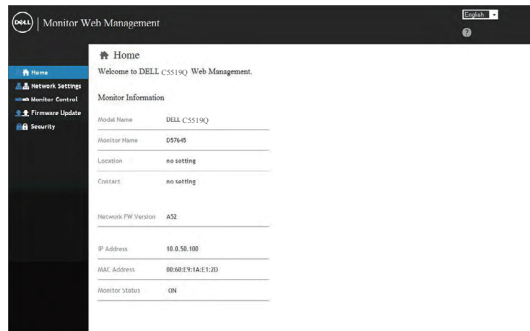 DELL | Monitor Web Management
English
?
Home
Network Settings
Monitor Control
Firmware Update
Security
Home
Welcome to DELL C5519Q Web Management.
Monitor Information
Model Name DELL C5519Q
Monitor Name D57645
Location no setting
Contact no setting
Network FW Version A52
IP Address 10.0.50.100
MAC Address 00:60:E9:1A:E1:2D
Monitor Status ON